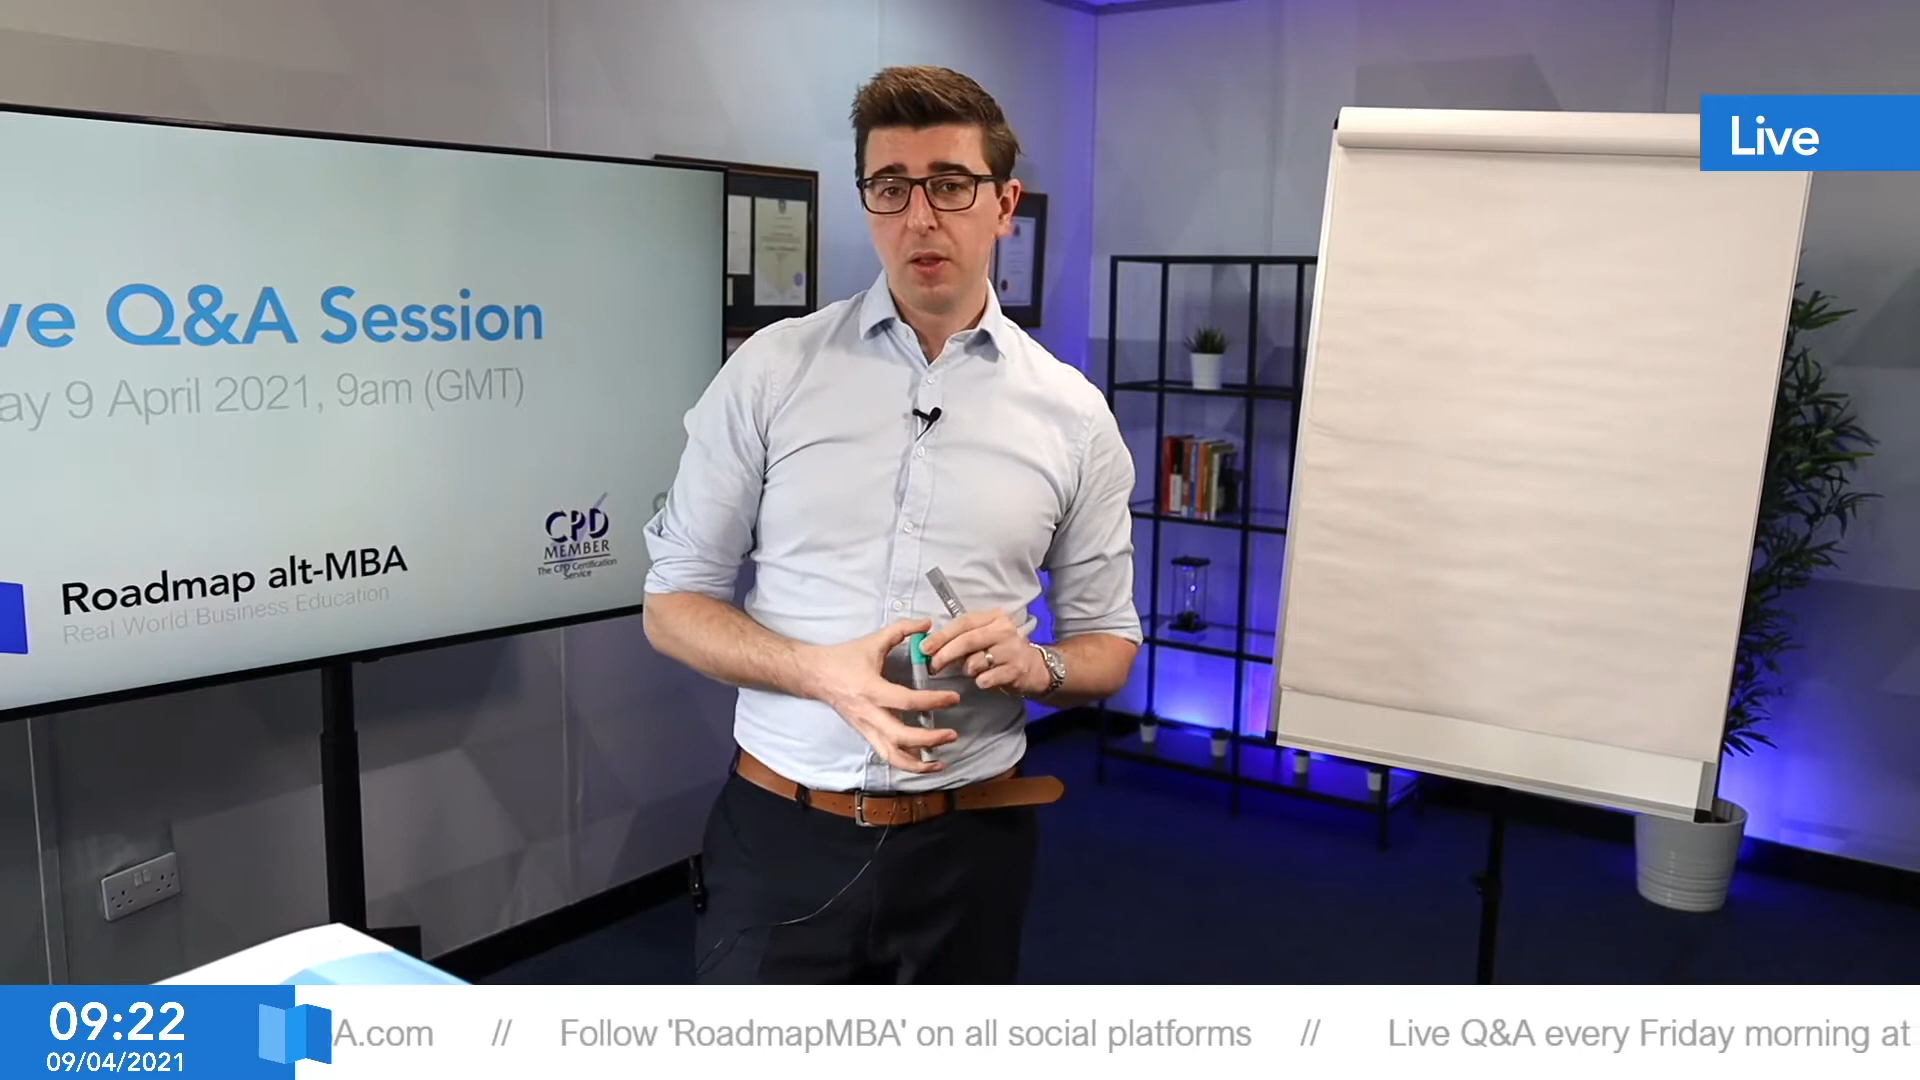 Live
ve Q&A Session
ay 9 April 2021, 9am (GMT)
CPD
MEMBER
The CPD Certification
Service
Roadmap alt-MBA
Real World Business Education
09:22
09/04/2021
A.com // Follow 'RoadmapMBA' on all social platforms // Live Q&A every Friday morning at